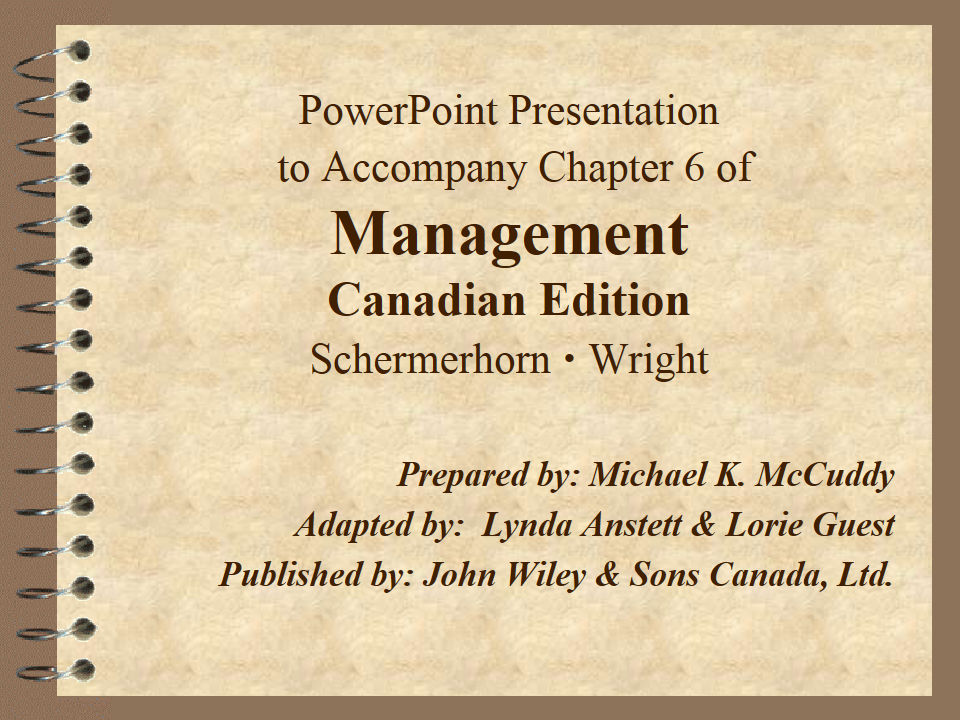 PowerPoint Presentation
to Accompany Chapter 6 of
Management
Canadian Edition
Schermerhorn • Wright
Prepared by: Michael K. McCuddy
Adapted by:  Lynda Anstett & Lorie Guest
Published by: John Wiley & Sons Canada, Ltd.